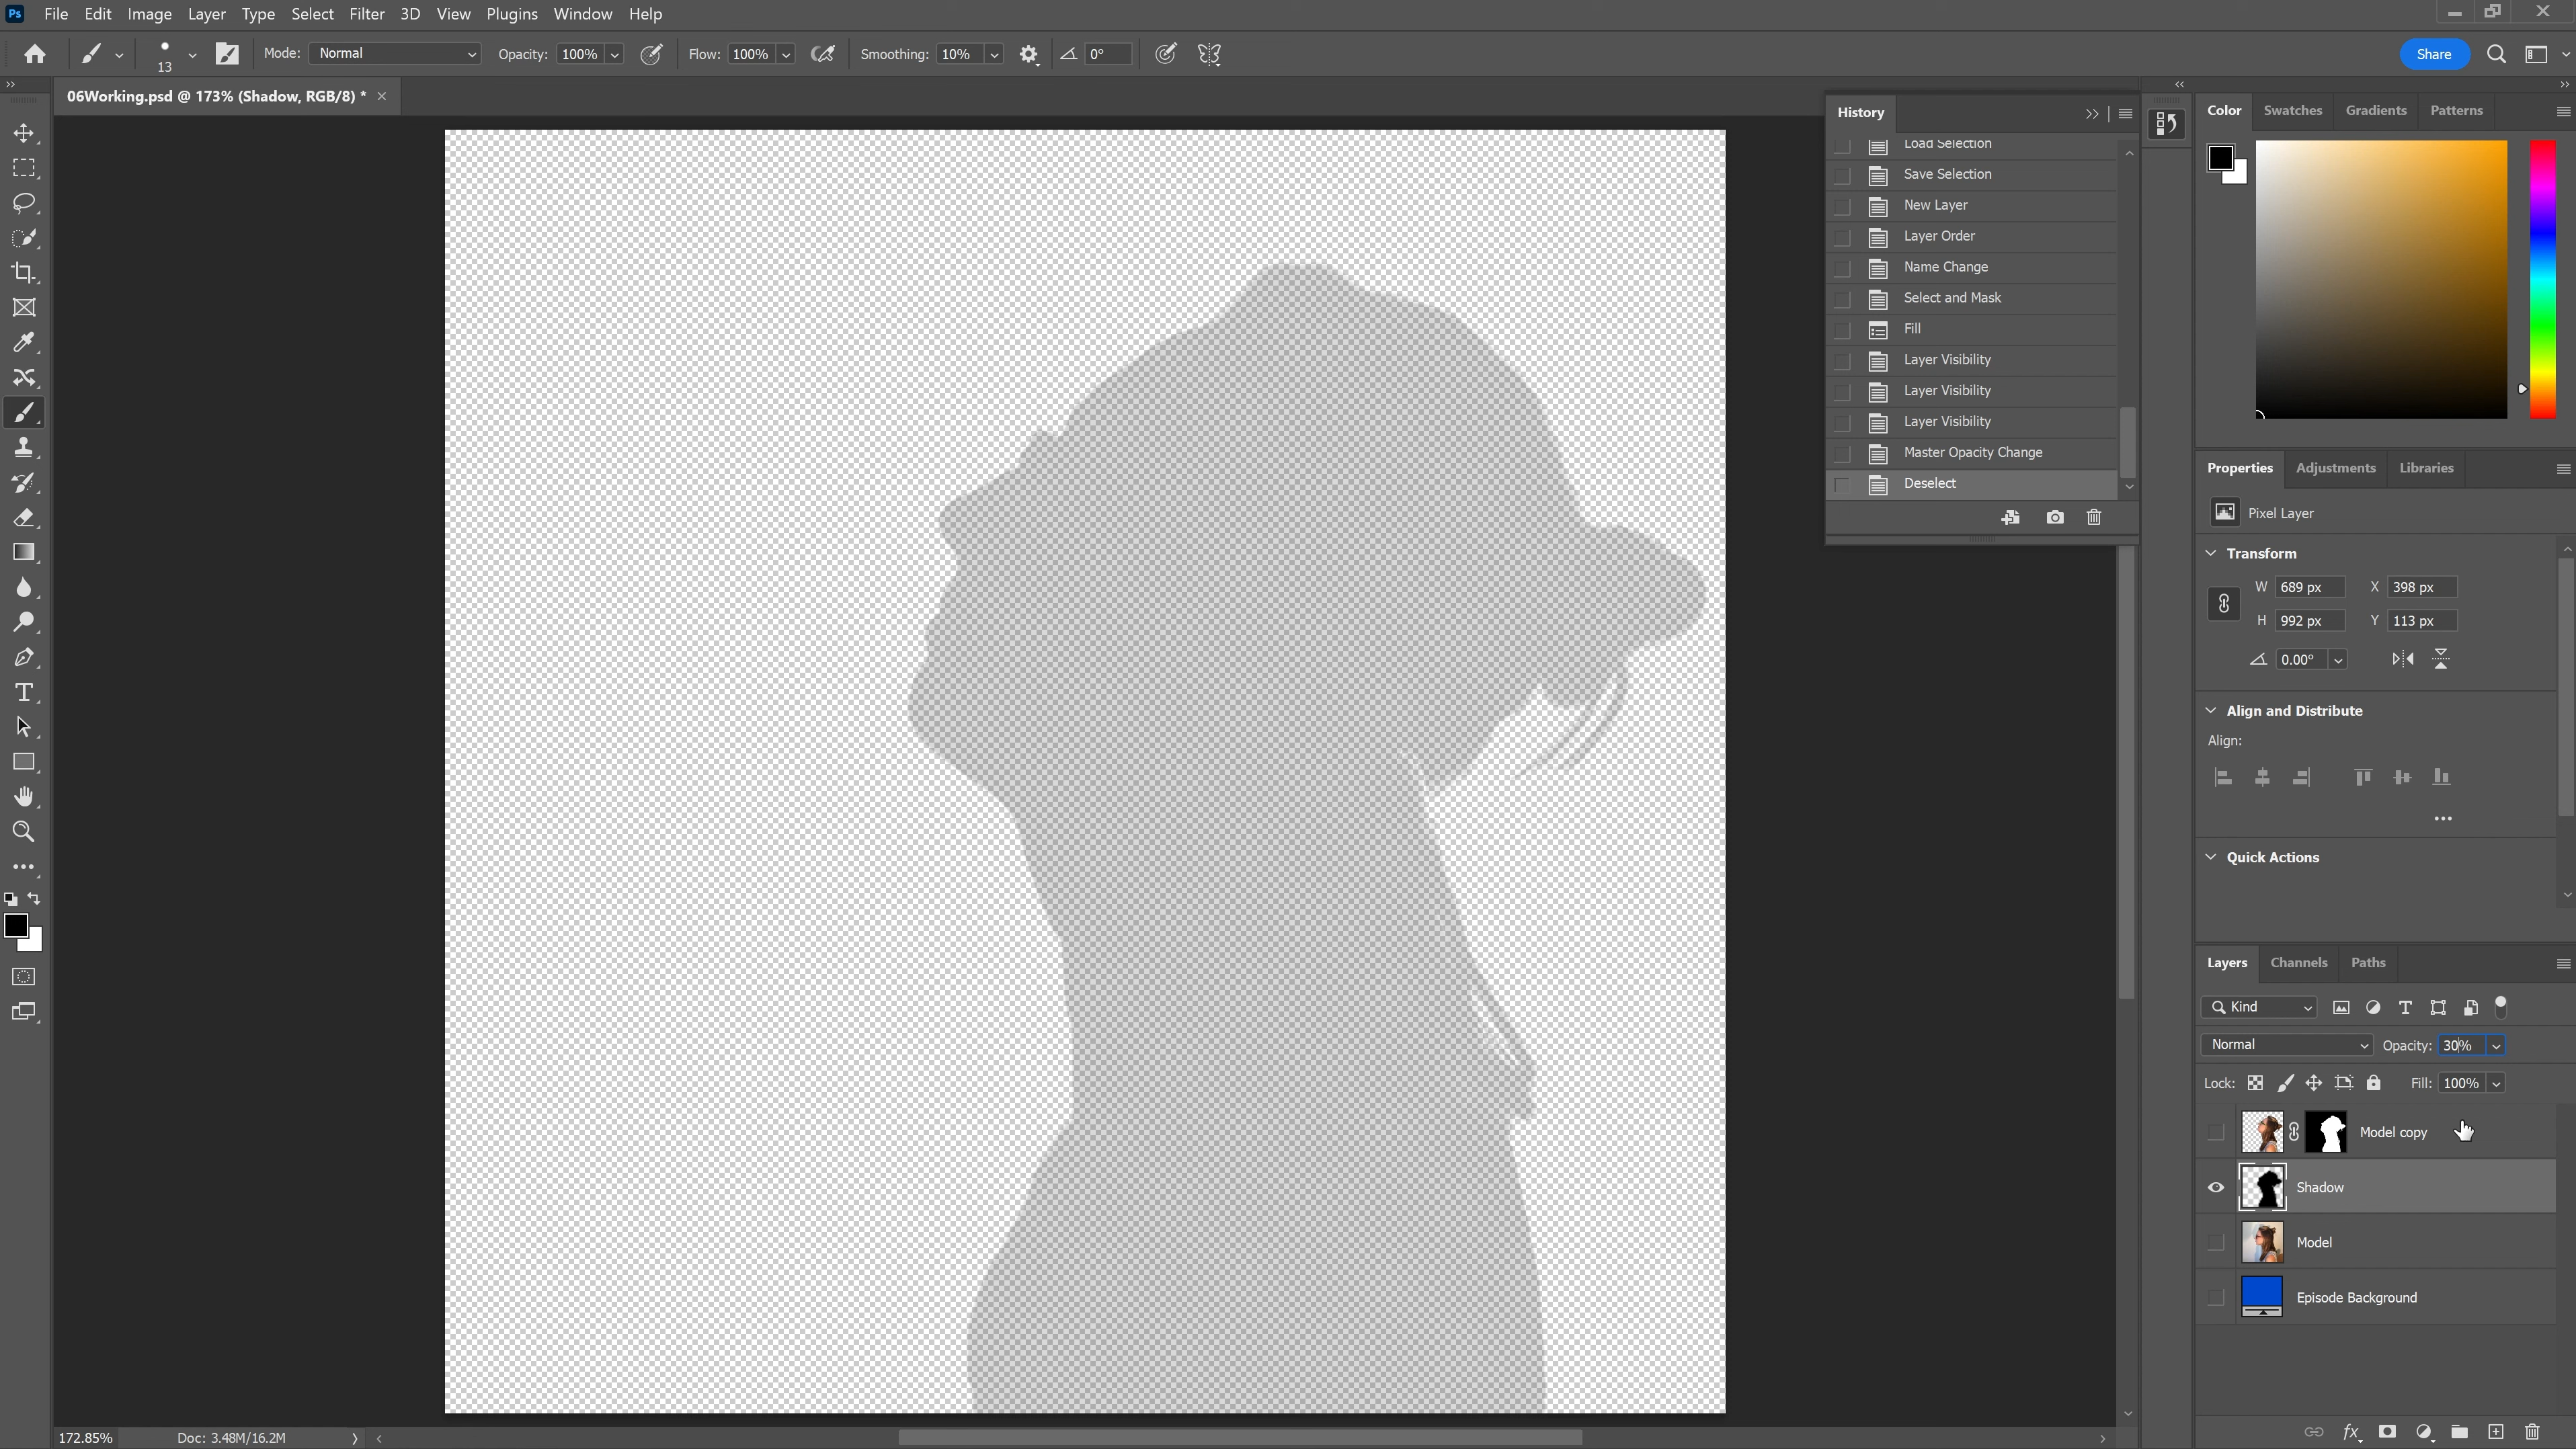 Ps File Edit Image Layer Type Select Filter 3D View Plugins Window Help
13 Mode: Normal Opacity: 100% Flow: 100% Smoothing: 10% 0° Share
06Working.psd @ 173% (Shadow, RGB/8) *
History
Load Selection
Save Selection
New Layer
Layer Order
Name Change
Select and Mask
Fill
Layer Visibility
Layer Visibility
Layer Visibility
Master Opacity Change
Deselect
Color Swatches Gradients Patterns
Properties Adjustments Libraries
Pixel Layer
Transform
W 689 px X 398 px
H 992 px Y 113 px
0.00°
Align and Distribute
Align:
Quick Actions
Layers Channels Paths
Kind
Normal Opacity: 30%
Lock: Fill: 100%
Model copy
Shadow
Model
Episode Background
fx
172.85% Doc: 3.48M/16.2M